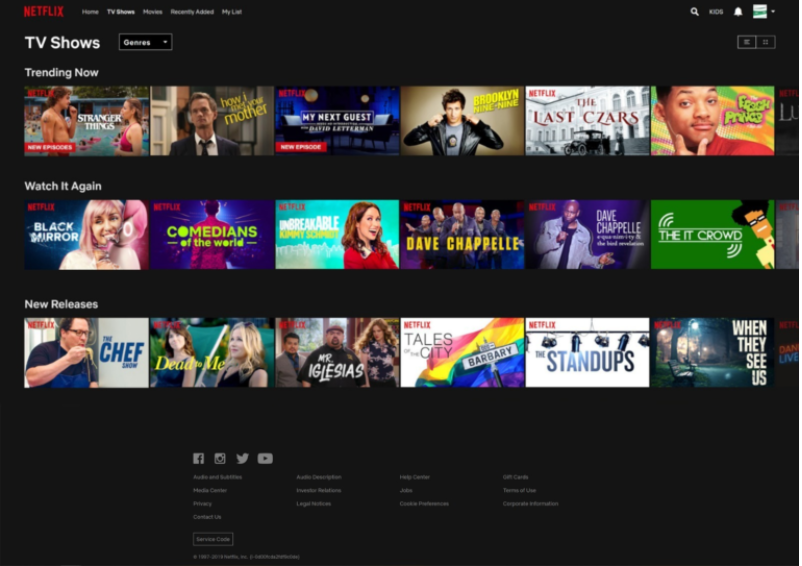 NETFLIX Home TV Shows Movies Recently Added My List KIDS
TV Shows Genres
Trending Now
NETFLIX
STRANGER THINGS
NEW EPISODES
how i met your mother
NETFLIX
MY NEXT GUEST
DAVID LETTERMAN
NEW EPISODE
BROOKLYN NINE-NINE
NETFLIX
THE LAST CZARS
The FRESH PRINCE
Watch It Again
NETFLIX
BLACK MIRROR
NETFLIX
COMEDIANS of the world
NETFLIX
UNBREAKABLE KIMMY SCHMIDT
NETFLIX
DAVE CHAPPELLE
NETFLIX
DAVE CHAPPELLE
equanimity & the bird revelation
THE IT CROWD
New Releases
NETFLIX
THE CHEF SHOW
NETFLIX
Dead to Me
NETFLIX
MR. IGLESIAS
NETFLIX
TALES OF THE CITY
BARBARY
NETFLIX
THE STANDUPS
NETFLIX
WHEN THEY SEE US
Audio and Subtitles Audio Description Help Center Gift Cards
Media Center Investor Relations Jobs Terms of Use
Privacy Legal Notices Cookie Preferences Corporate Information
Contact Us
Service Code
© 1997-2019 Netflix, Inc.